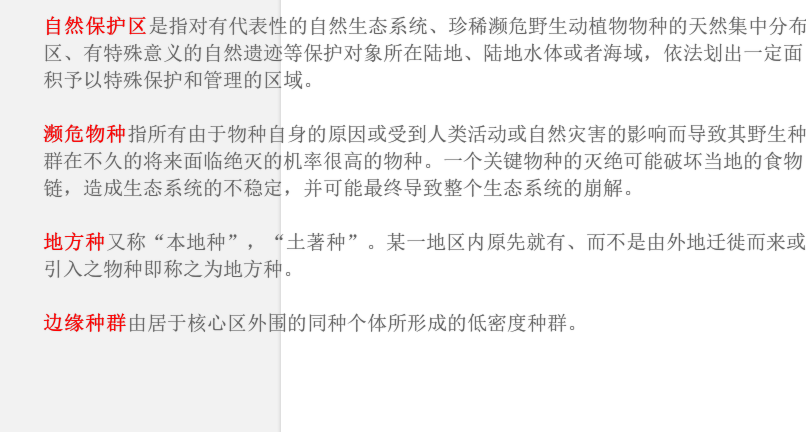 自然保护区是指对有代表性的自然生态系统、珍稀濒危野生动植物物种的天然集中分布
区、有特殊意义的自然遗迹等保护对象所在陆地、陆地水体或者海域，依法划出一定面
积予以特殊保护和管理的区域。
濒危物种指所有由于物种自身的原因或受到人类活动或自然灾害的影响而导致其野生种
群在不久的将来面临绝灭的机率很高的物种。一个关键物种的灭绝可能破坏当地的食物
链，造成生态系统的不稳定，并可能最终导致整个生态系统的崩解。
地方种又称“本地种”，“土著种”。某一地区内原先就有、而不是由外地迁徙而来或
引入之物种即称之为地方种。
边缘种群由居于核心区外围的同种个体所形成的低密度种群。